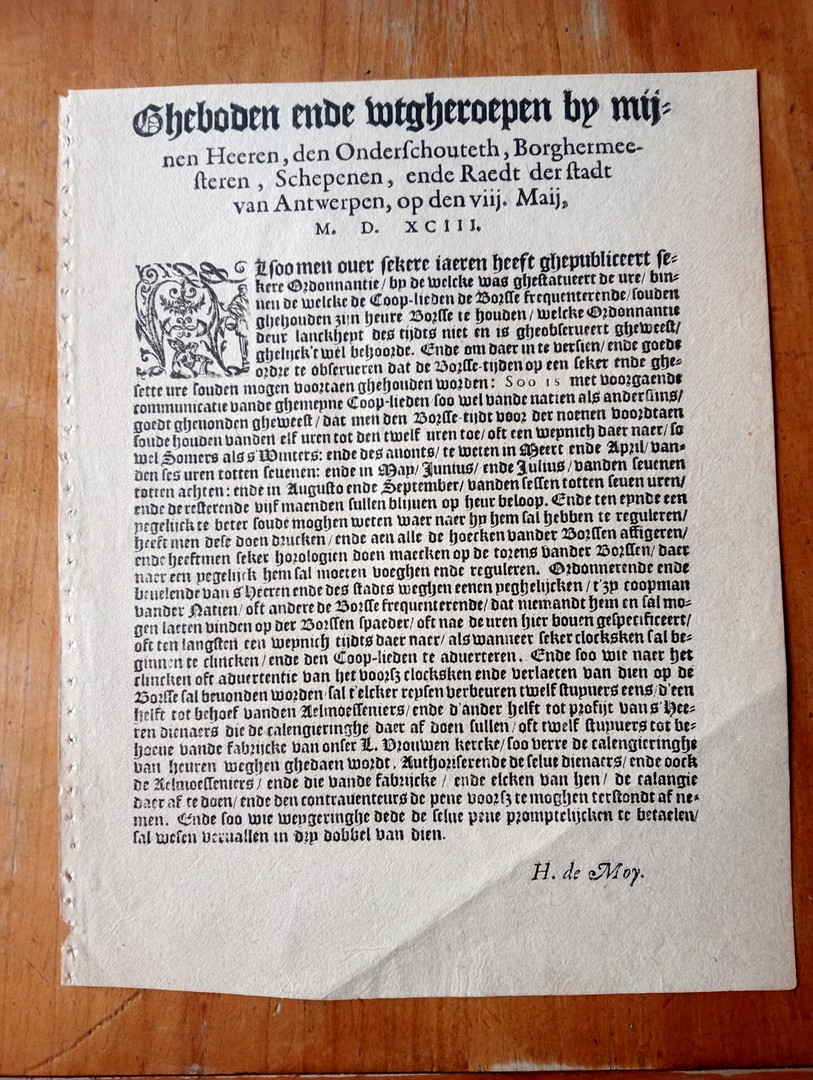 Gheboden ende wtgheroepen by mij⸗
nen Heeren, den Onderſchouteth, Borghermee-
ſteren, Schepenen, ende Raedt der ſtadt
van Antwerpen, op den viij. Maij,
M. D. XCIII.
ALſoo men ouer ſekere iaeren heeft ghepubliceert ſe⸗
kere Ordonnantie/ by de welcke was gheſtatueert de ure/ bin⸗
nen de welcke de Coop-lieden de Borſſe frequenterende/ ſouden
ghehouden zijn heure Borſſe te houden/ welcke Ordonnantie
deur lanckheyt des tijdts niet en is gheobſerueert gheweeſt/
ghelijck't wel behoorde. Ende om daer in te verſien/ ende goede
ordre te obſerueren dat de Borſſe-tijden op een ſeker ende ghe⸗
ſette ure ſouden mogen voortaen ghehouden worden: Soo is met voorgaende
communicatie vande ghemeyne Coop-lieden ſoo wel vande natien als anderſins/
goedt gheuonden gheweeſt/ dat men den Borſſe-tijdt voor der noenen voordtaen
ſoude houden vanden elf uren tot den twelf uren toe/ oft een weynich daer naer/ ſo
wel Somers als s'Winters: ende des auonts/ te weten in Meert ende April/ van⸗
den ſes uren totten ſeuenen: ende in May/ Junius/ ende Julius/ vanden ſeuenen
totten achten: ende in Auguſto ende September/ vanden ſeſſen totten ſeuen uren/
ende de reſterende vijf maenden ſullen blijuen op heur beloop. Ende ten eynde een
yegelijck te beter ſoude moghen weten waer naer hy hem ſal hebben te reguleren/
heeft men deſe doen drucken/ ende aen alle de hoecken vander Borſſen affigeren/
ende heeftmen ſeker horologien doen maecken op de torens vander Borſſen/ daer
naer een yegelijck hem ſal moeten voeghen ende reguleren. Ordonnerende ende
beuelende van s'Heeren ende des ſtadts weghen eenen yeghelijcken/ t'zy coopman
vander Natien/ oft andere de Borſſe frequenterende/ dat niemandt hem en ſal mo⸗
gen laeten vinden op der Borſſen ſpaeder/ oft nae de uren hier bouen geſpecificeert/
oft ten langſten een weynich tijdts daer naer/ als wanneer ſeker clocksken ſal be⸗
ginnen te clincken/ ende den Coop-lieden te aduerteren. Ende ſoo wie naer het
clincken oft aduertentie van het voorſz clocksken ende verlaeten van dien op de
Borſſe ſal beuonden worden/ ſal t'elcker reyſen verbeuren twelf ſtuyuers eens/ d'een
helft tot behoef vanden Aelmoeſſeniers/ ende d'ander helft tot profijt van s'Hee⸗
ren dienaers die de calengieringhe daer af doen ſullen/ oft twelf ſtuyuers tot be⸗
hoeue vande fabrijcke van onſer L. Vrouwen kercke/ ſoo verre de calengieringhe
van heuren weghen ghedaen wordt. Authoriſerende de ſelue dienaers/ ende oock
de Aelmoeſſeniers/ ende die vande fabrijcke/ ende elcken van hen/ de calangie
daer af te doen/ ende den contrauenteurs de pene voorſz te moghen terſtondt af ne⸗
men. Ende ſoo wie weygeringhe dede de ſelue pene promptelijcken te betaelen/
ſal weſen veruallen in dry dobbel van dien.
H. de Moy.